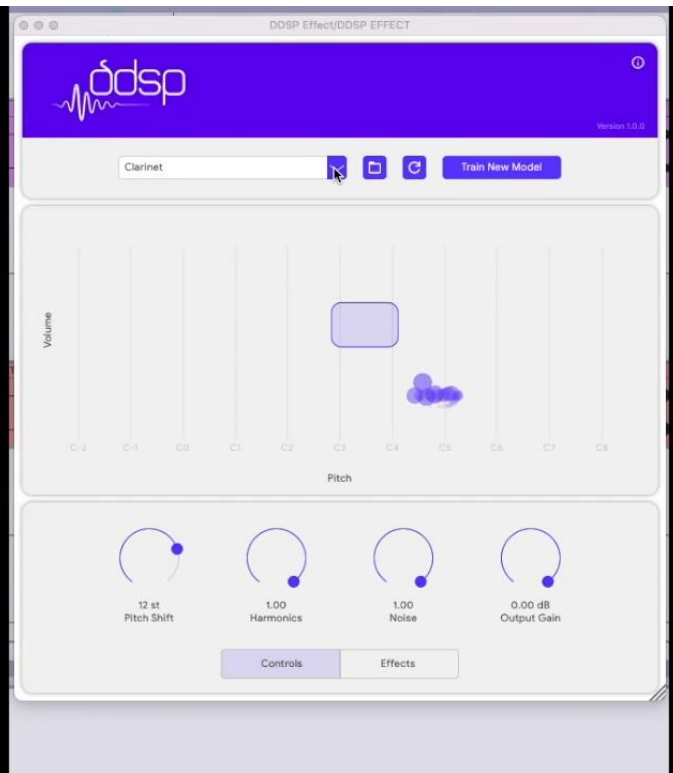 DDSP Effect/DDSP EFFECT
ddsp
Version 1.0.0
Clarinet
Train New Model
Volume
C-2 C-1 C0 C1 C2 C3 C4 C5 C6 C7 C8
Pitch
12 st 1.00 1.00 0.00 dB
Pitch Shift Harmonics Noise Output Gain
Controls Effects